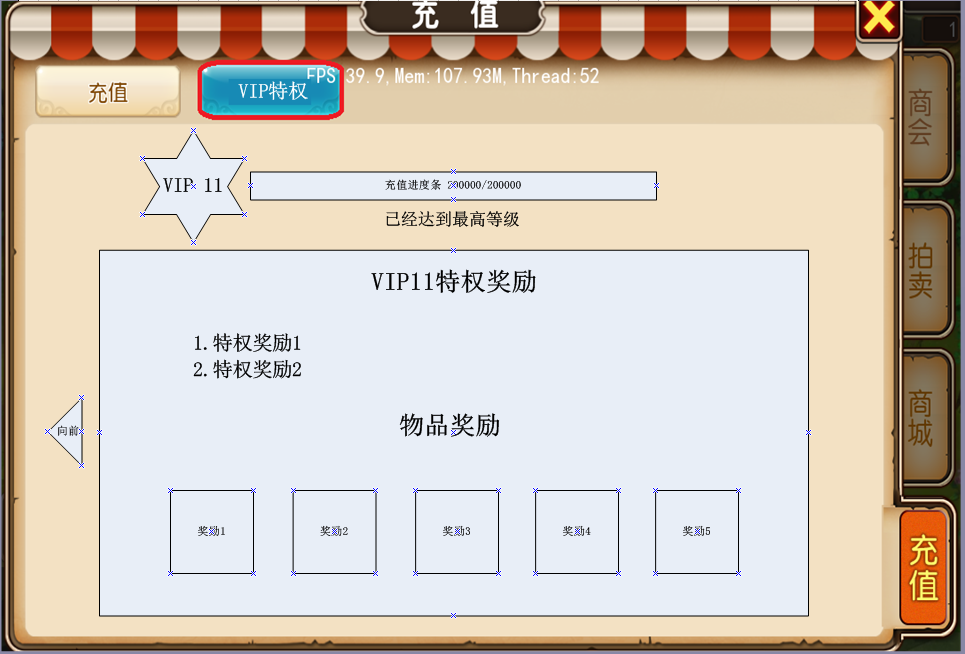 充 值
1
充值
VIP特权
FPS 39.9,Mem:107.93M,Thread:52
商会
VIP 11
充值进度条 200000/200000
已经达到最高等级
拍卖
VIP11特权奖励
1.特权奖励1
2.特权奖励2
商城
向前
物品奖励
奖励1
奖励2
奖励3
奖励4
奖励5
充值